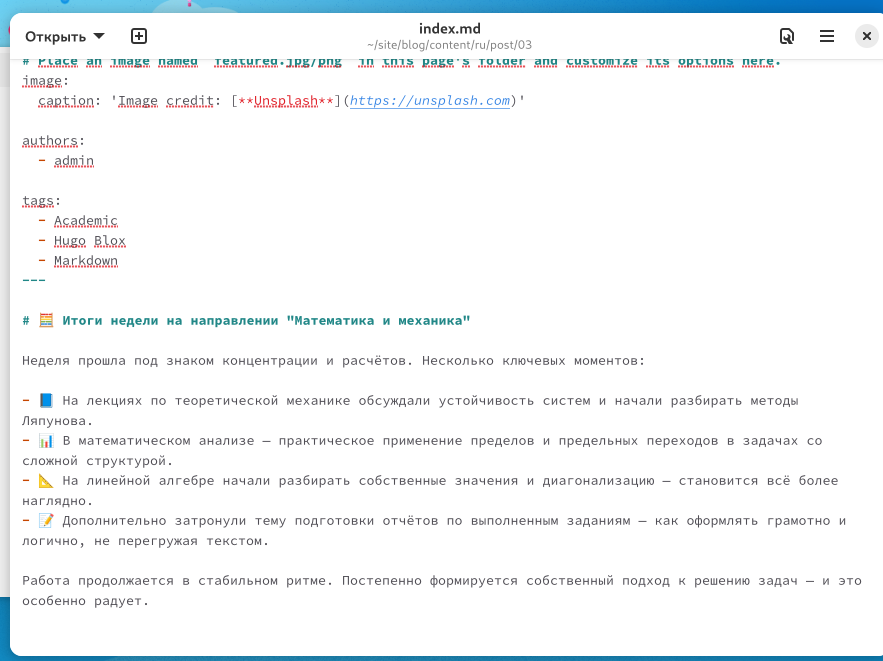 Открыть
index.md
~/site/blog/content/ru/post/03
# Place an image named `featured.jpg/png` in this page's folder and customize its options here.
image:
  caption: 'Image credit: [**Unsplash**](https://unsplash.com)'
authors:
  - admin
tags:
  - Academic
  - Hugo Blox
  - Markdown
---
# 🧮 Итоги недели на направлении "Математика и механика"
Неделя прошла под знаком концентрации и расчётов. Несколько ключевых моментов:
- 📘 На лекциях по теоретической механике обсуждали устойчивость систем и начали разбирать методы
Ляпунова.
- 📊 В математическом анализе — практическое применение пределов и предельных переходов в задачах со
сложной структурой.
- 📐 На линейной алгебре начали разбирать собственные значения и диагонализацию — становится всё более
наглядно.
- 📝 Дополнительно затронули тему подготовки отчётов по выполненным заданиям — как оформлять грамотно и
логично, не перегружая текстом.
Работа продолжается в стабильном ритме. Постепенно формируется собственный подход к решению задач — и это
особенно радует.